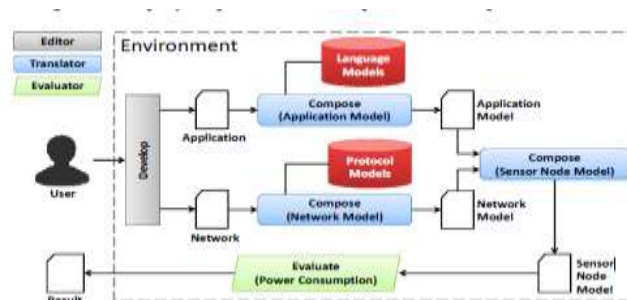 Editor
Translator
Evaluator
Environment
Language
Models
Compose
(Application Model)
Application
Application
Model
Develop
User
Protocol
Models
Compose
(Sensor Node Model)
Compose
(Network Model)
Network
Network
Model
Evaluate
(Power Consumption)
Sensor
Node
Model
Result